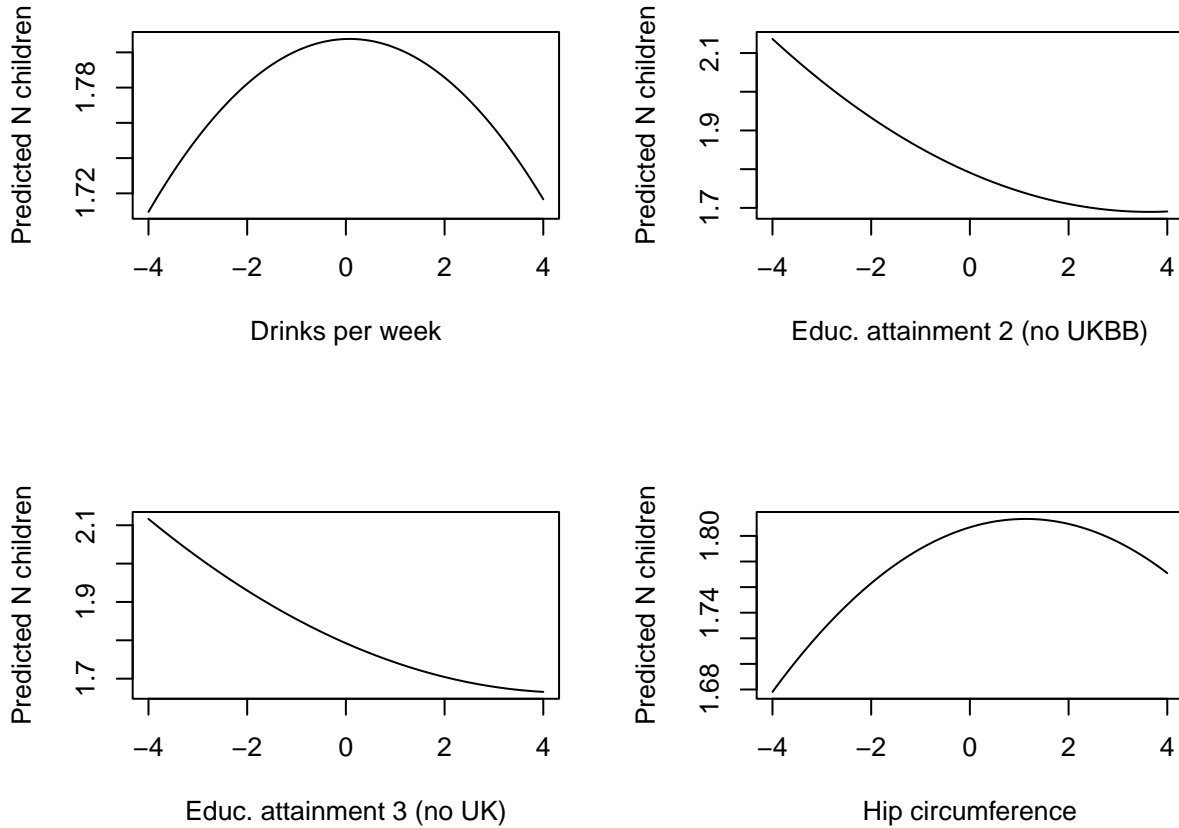 Predicted N children
1.78
1.72
−4 −2 0 2 4
Drinks per week
Predicted N children
2.1
1.9
1.7
−4 −2 0 2 4
Educ. attainment 2 (no UKBB)
Predicted N children
2.1
1.9
1.7
−4 −2 0 2 4
Educ. attainment 3 (no UK)
Predicted N children
1.80
1.74
1.68
−4 −2 0 2 4
Hip circumference